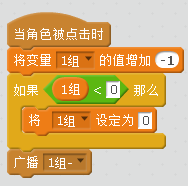 当角色被点击时
将变量 1组 的值增加 -1
如果 1组 < 0 那么
将 1组 设定为 0
广播 1组-